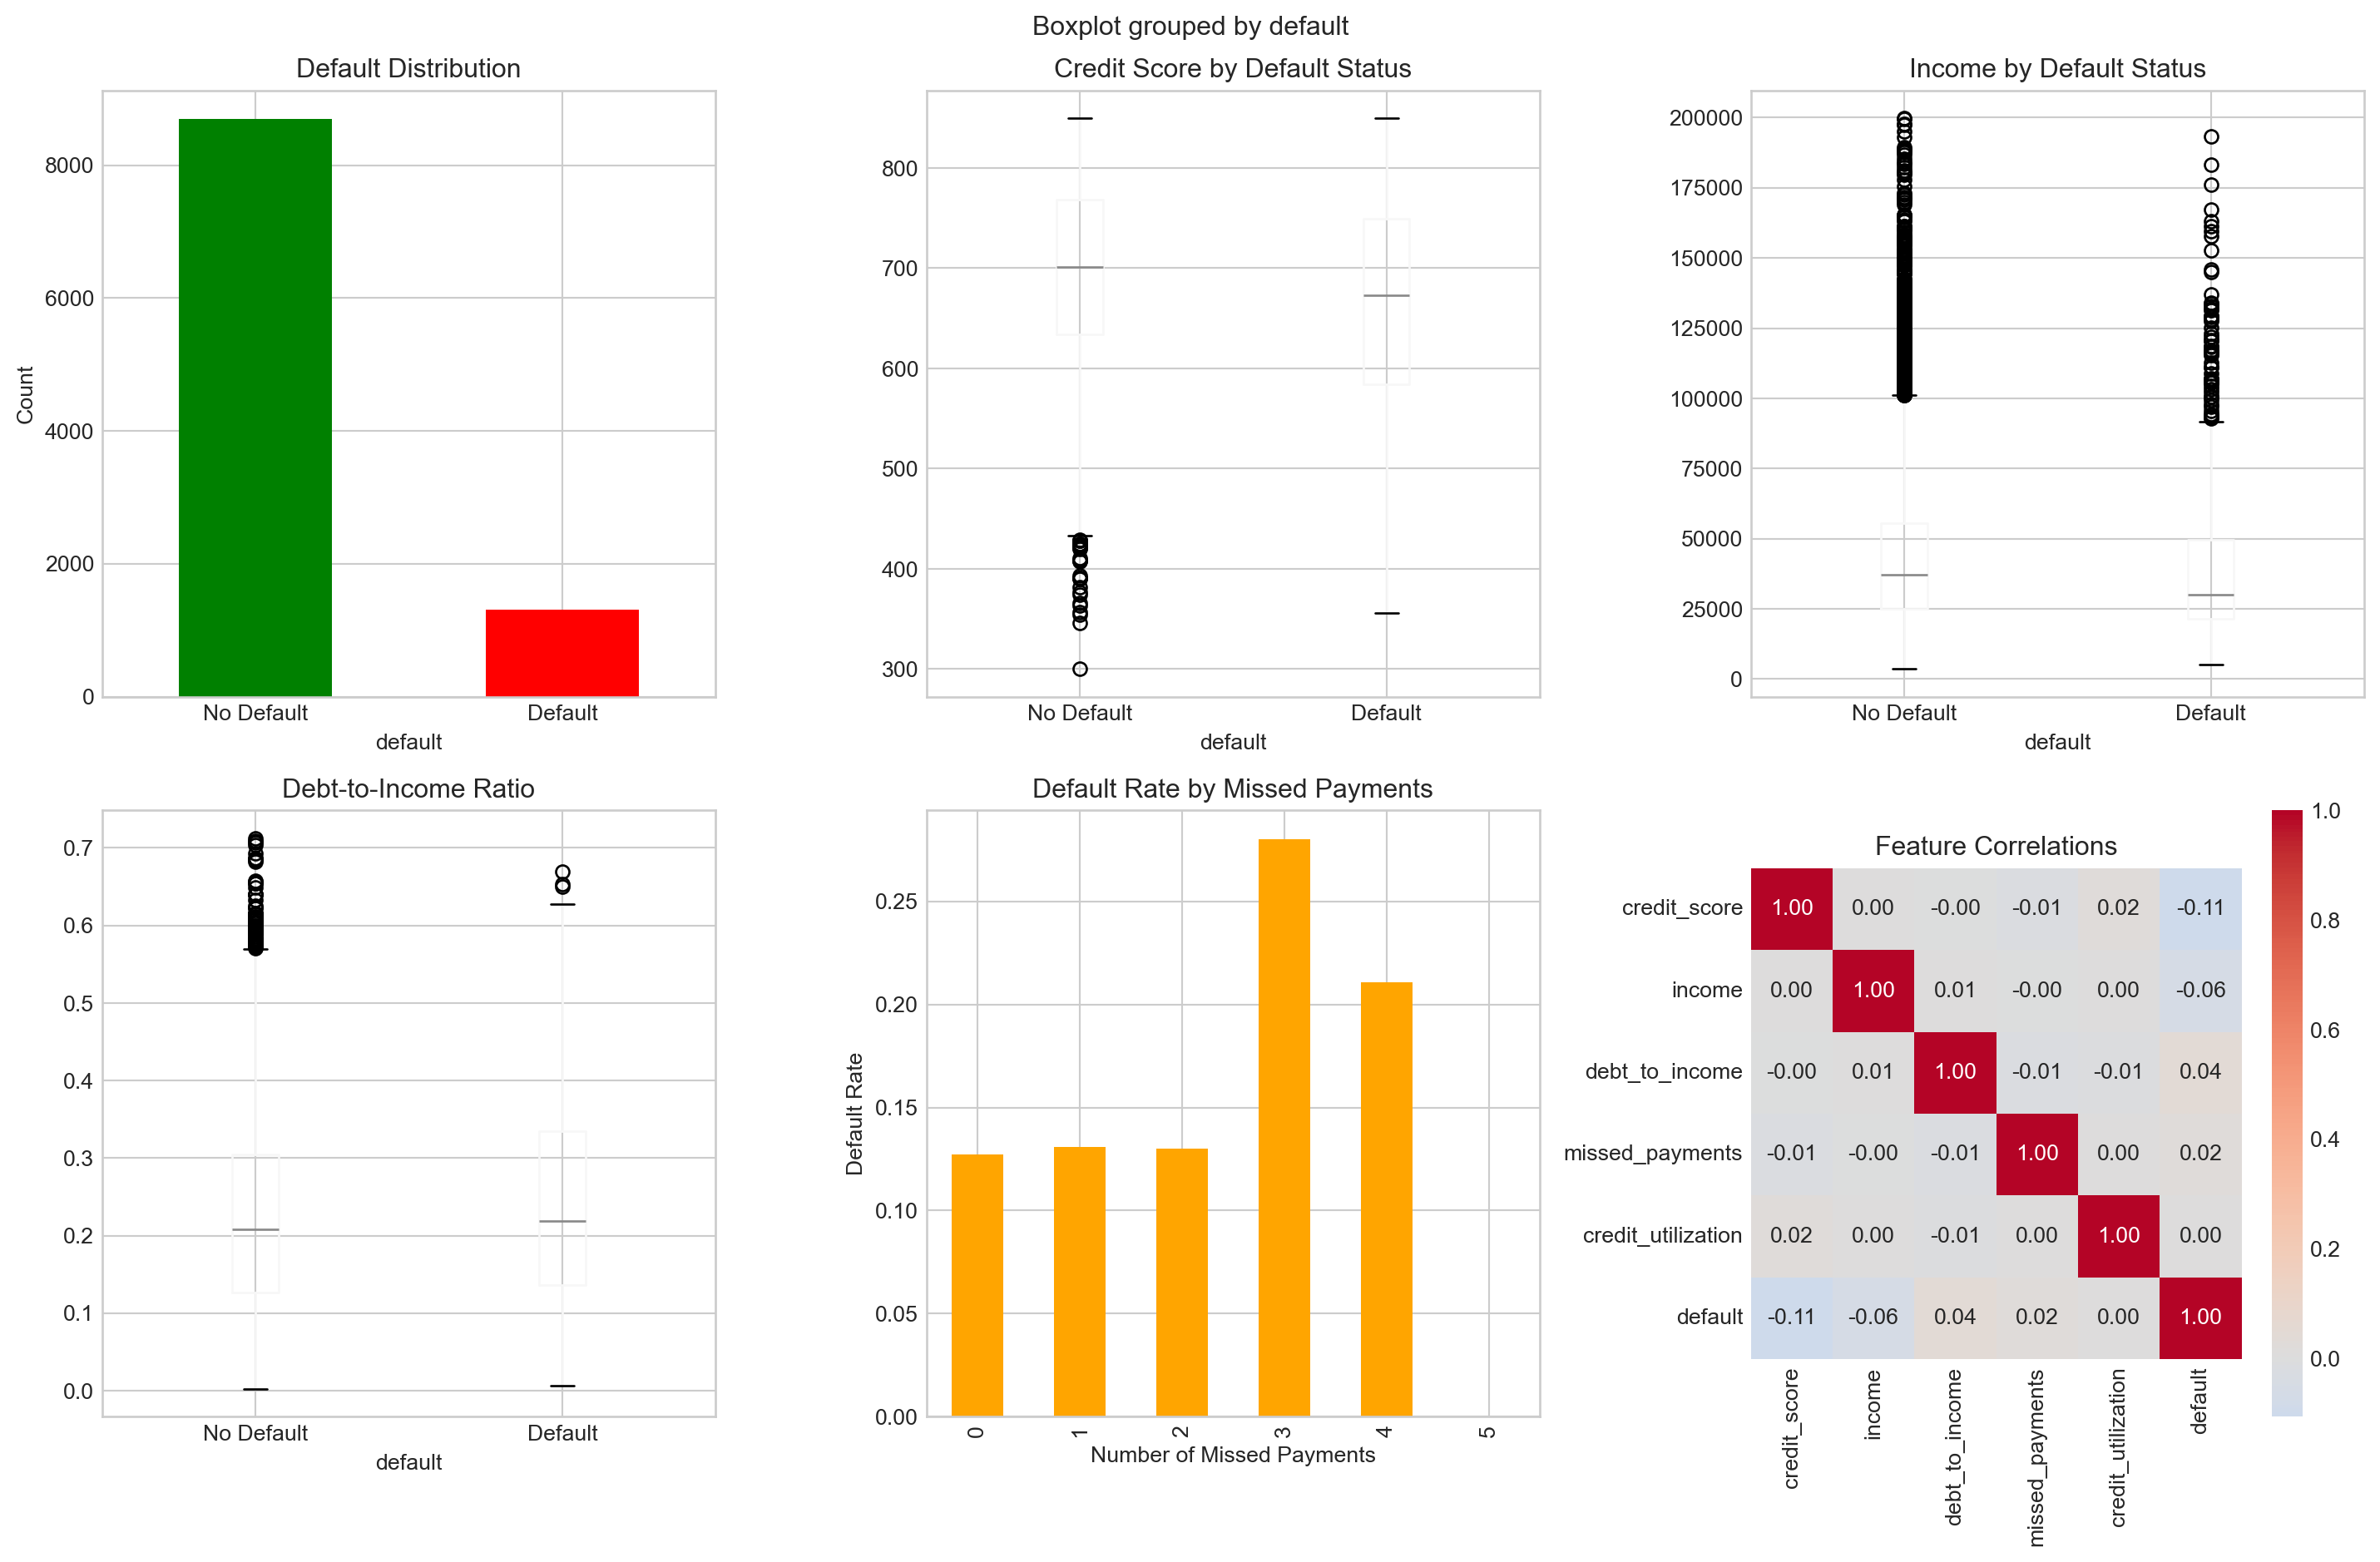 Boxplot grouped by default
Default Distribution
Count
8000
6000
4000
2000
0
No Default Default
default
Credit Score by Default Status
800
700
600
500
400
300
No Default Default
default
Income by Default Status
200000
175000
150000
125000
100000
75000
50000
25000
0
No Default Default
default
Debt-to-Income Ratio
0.7
0.6
0.5
0.4
0.3
0.2
0.1
0.0
No Default Default
default
Default Rate by Missed Payments
Default Rate
0.25
0.20
0.15
0.10
0.05
0.00
0 1 2 3 4 5
Number of Missed Payments
Feature Correlations
credit_score 1.00 0.00 -0.00 -0.01 0.02 -0.11
income 0.00 1.00 0.01 -0.00 0.00 -0.06
debt_to_income -0.00 0.01 1.00 -0.01 -0.01 0.04
missed_payments -0.01 -0.00 -0.01 1.00 0.00 0.02
credit_utilization 0.02 0.00 -0.01 0.00 1.00 0.00
default -0.11 -0.06 0.04 0.02 0.00 1.00
credit_score
income
debt_to_income
missed_payments
credit_utilization
default
1.0
0.8
0.6
0.4
0.2
0.0